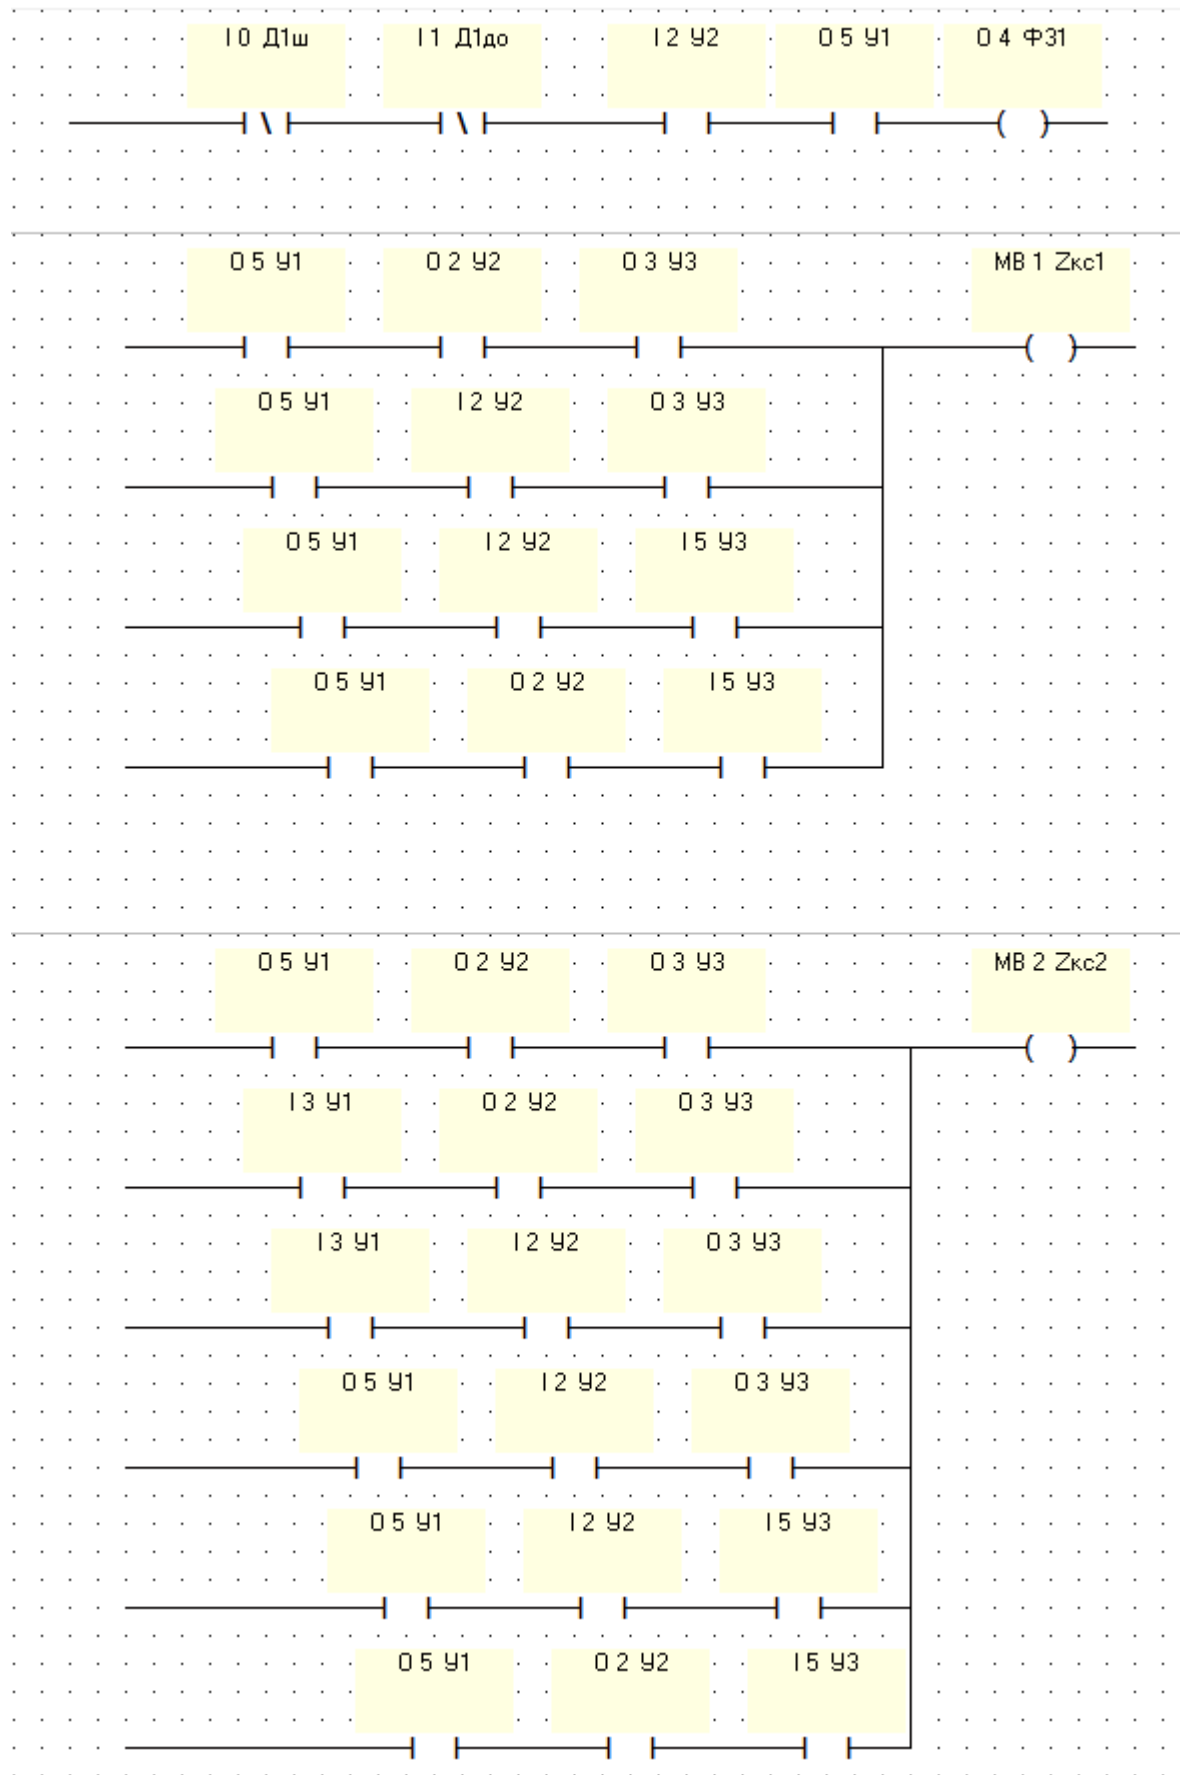 I 0 Д1ш I 1 Д1до I 2 У2 O 5 У1 O 4 ФЗ1
O 5 У1 O 2 У2 O 3 У3 MB 1 Zкс1
O 5 У1 I 2 У2 O 3 У3
O 5 У1 I 2 У2 I 5 У3
O 5 У1 O 2 У2 I 5 У3
O 5 У1 O 2 У2 O 3 У3 MB 2 Zкс2
I 3 У1 O 2 У2 O 3 У3
I 3 У1 I 2 У2 O 3 У3
O 5 У1 I 2 У2 O 3 У3
O 5 У1 I 2 У2 I 5 У3
O 5 У1 O 2 У2 I 5 У3